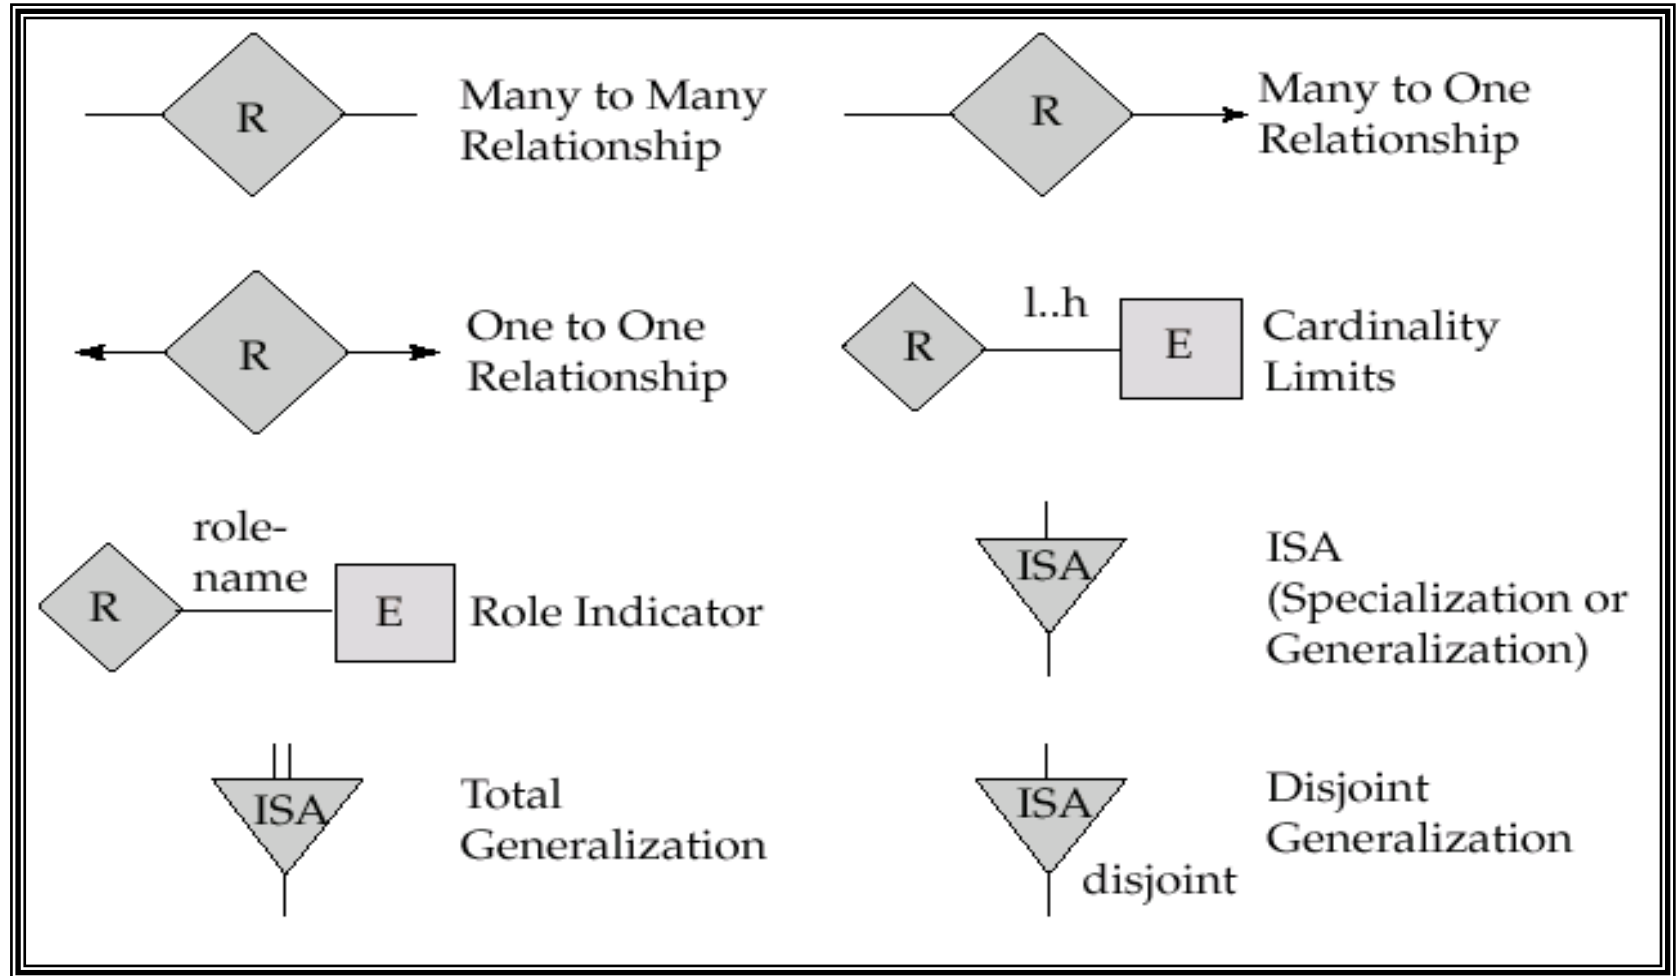 R
Many to Many
Relationship
R
Many to One
Relationship
R
One to One
Relationship
R
l..h
E
Cardinality
Limits
R
role-
name
E
Role Indicator
ISA
ISA
(Specialization or
Generalization)
ISA
Total
Generalization
ISA
disjoint
Disjoint
Generalization